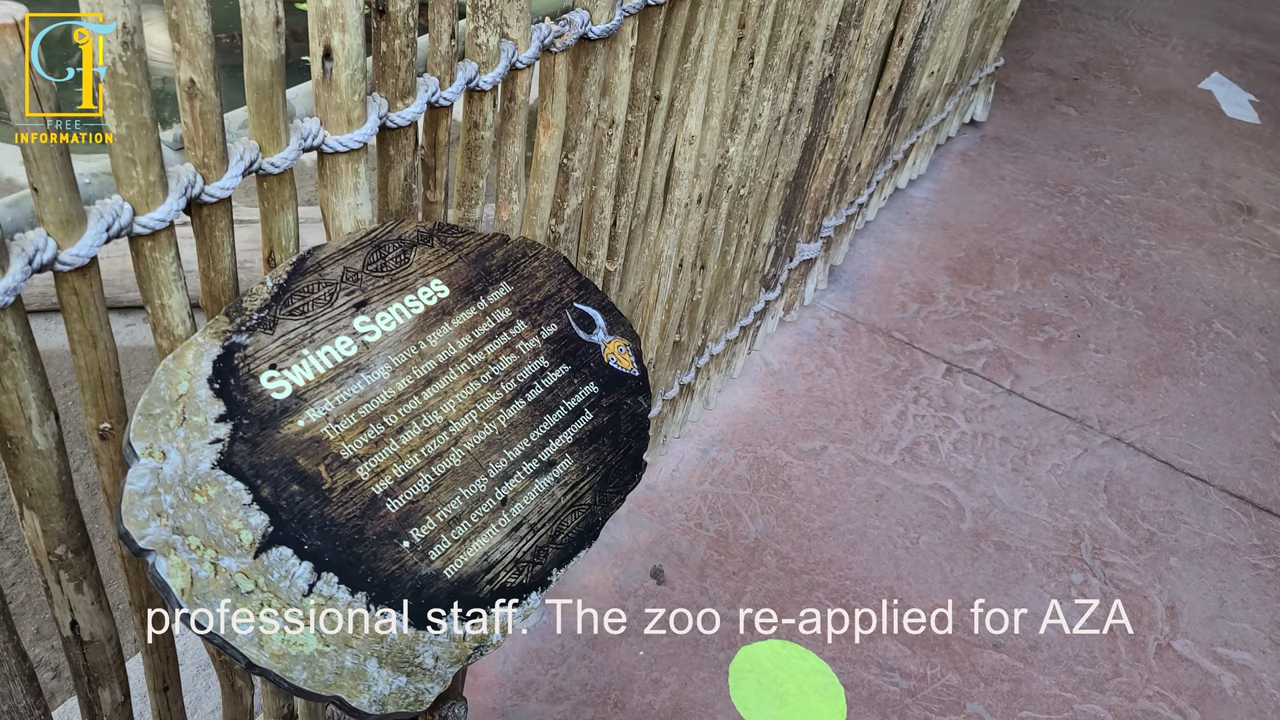 FREE
INFORMATION
Swine Senses
• Red river hogs have a great sense of smell.
Their snouts are firm and are used like
shovels to root around in the moist soft
ground and dig up roots or bulbs. They also
use their razor sharp tusks for cutting
through tough woody plants and tubers.
• Red river hogs also have excellent hearing
and can even detect the underground
movement of an earthworm!
professional staff. The zoo re-applied for AZA